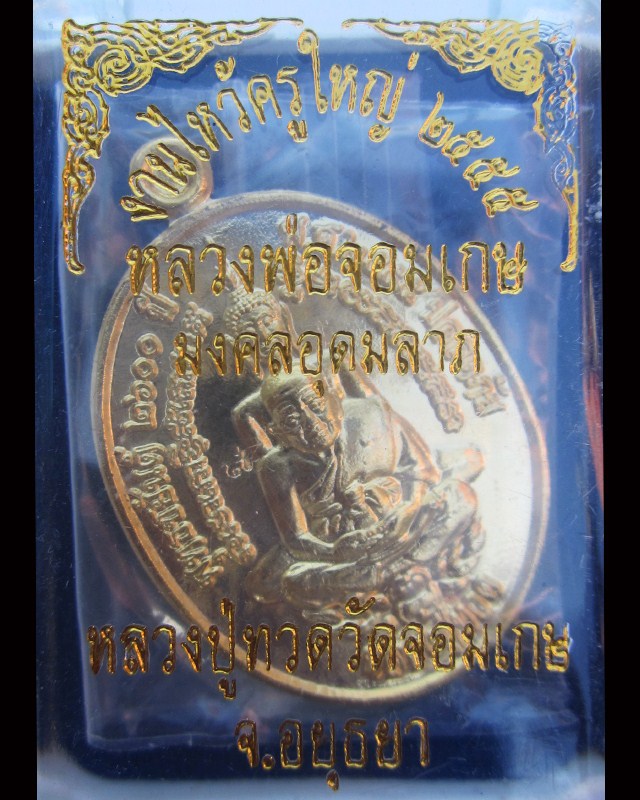 งานไหว้ครูใหญ่ ๒๕๕๕
หลวงพ่อจอมเกษ
มงคลอุดมลาภ
หลวงปู่ทวดวัดจอมเกษ
จ.อยุธยา